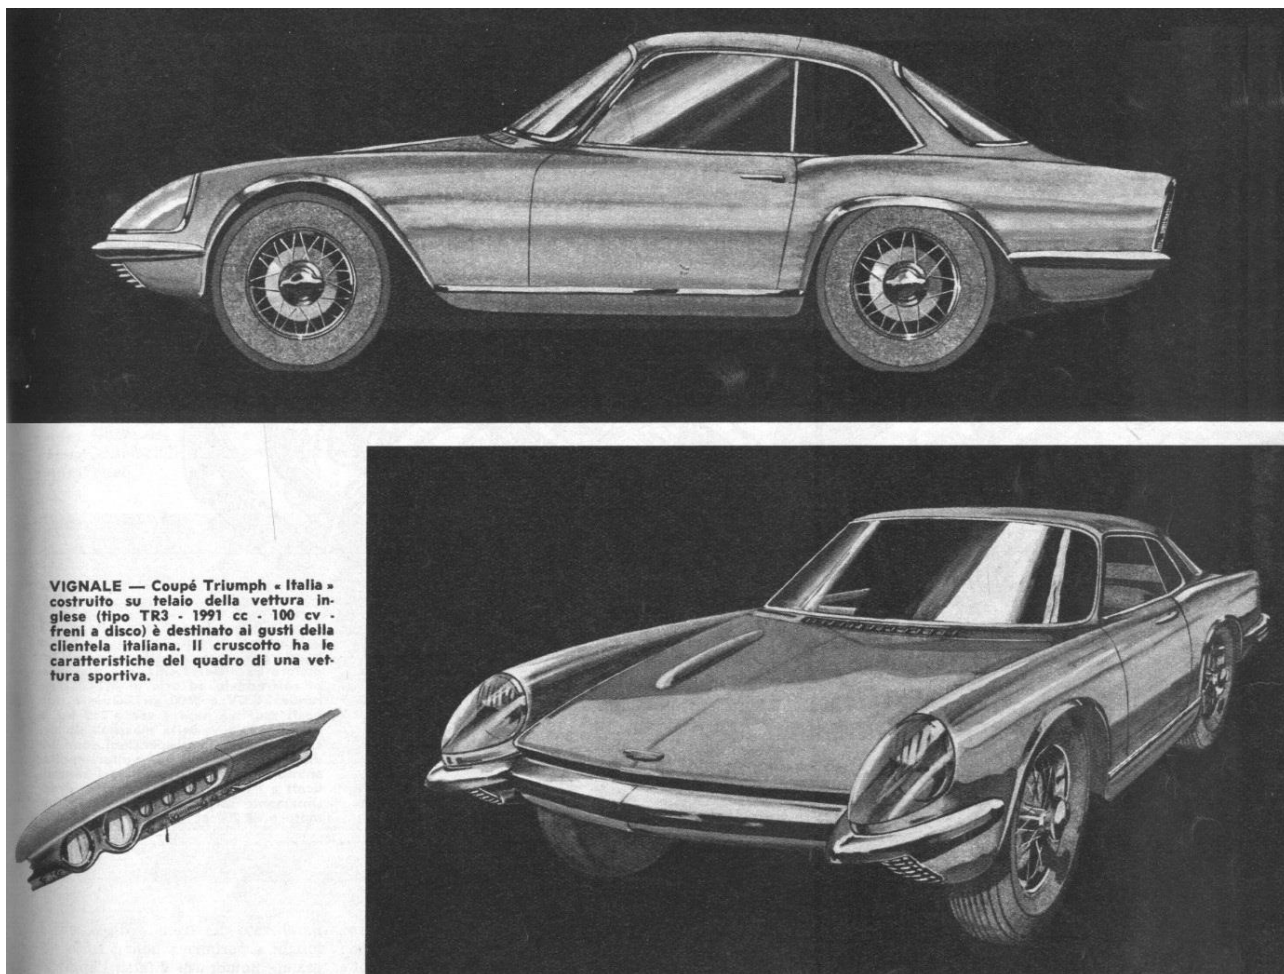 VIGNALE — Coupé Triumph « Italia »
costruito su telaio della vettura in-
glese (tipo TR3 - 1991 cc - 100 cv -
freni a disco) è destinato ai gusti della
clientela italiana. Il cruscotto ha le
caratteristiche del quadro di una vet-
tura sportiva.